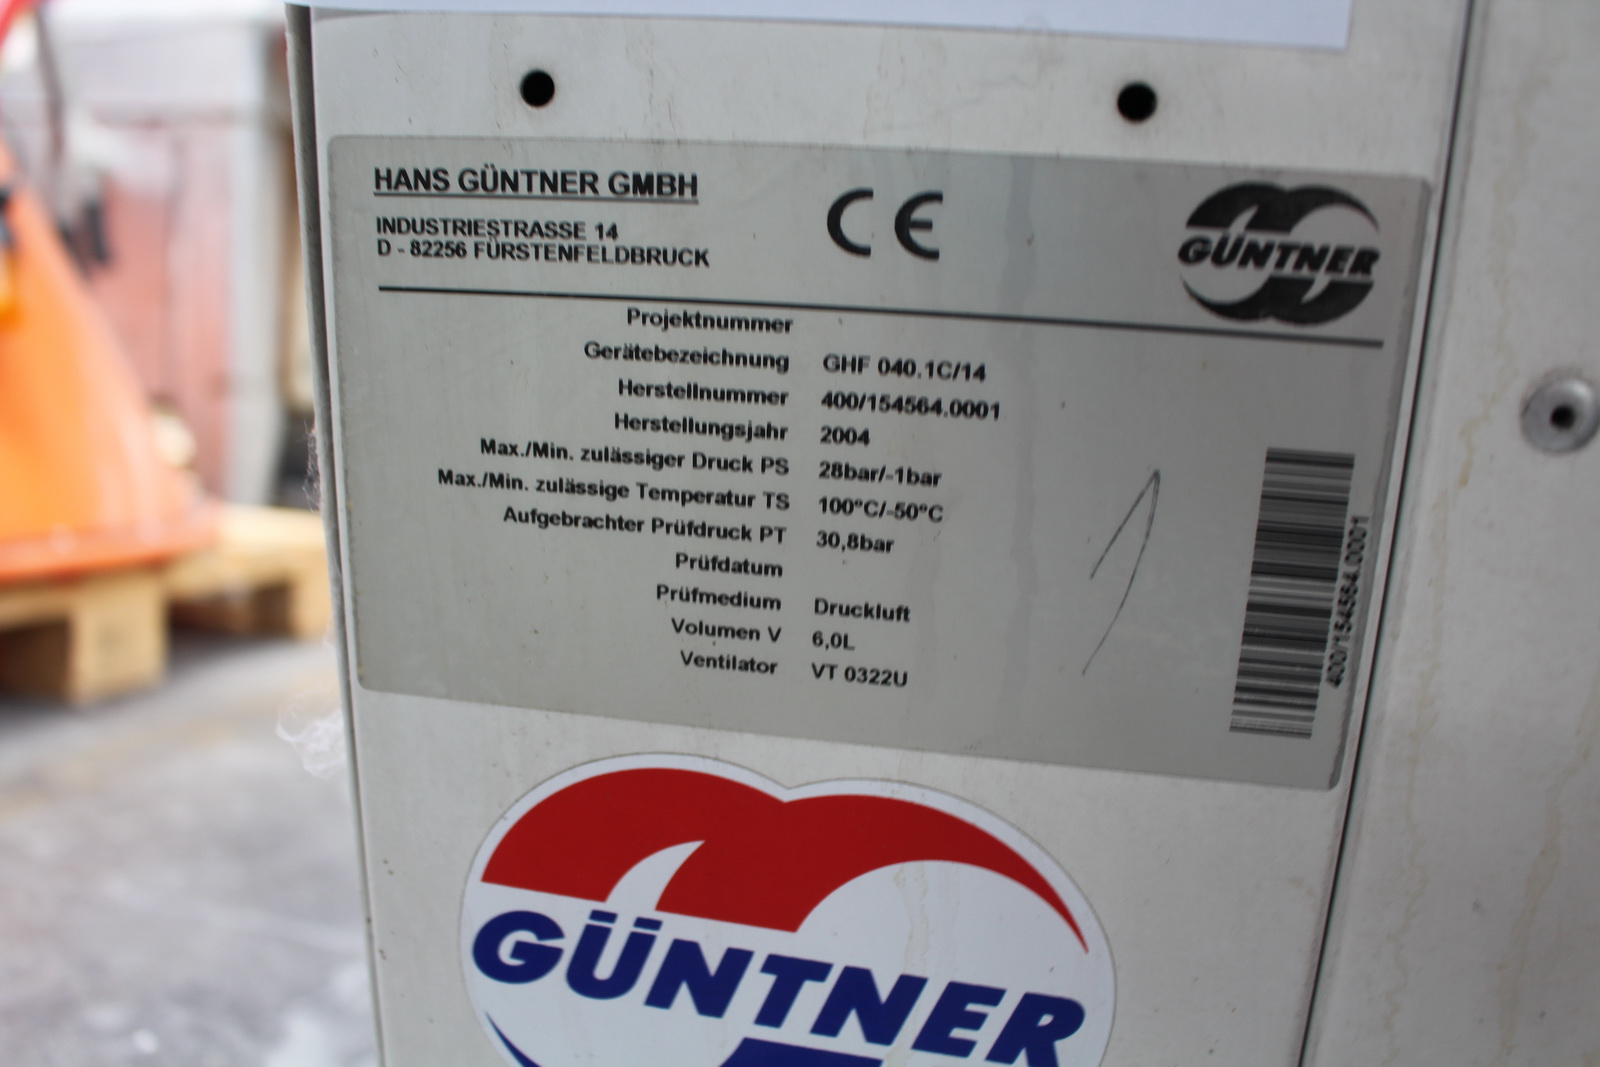 HANS GÜNTNER GMBH
INDUSTRIESTRASSE 14
D - 82256 FÜRSTENFELDBRUCK
CE
GÜNTNER
Projektnummer
Gerätebezeichnung GHF 040.1C/14
Herstellnummer 400/154564.0001
Herstellungsjahr 2004
Max./Min. zulässiger Druck PS 28bar/-1bar
Max./Min. zulässige Temperatur TS 100°C/-50°C
Aufgebrachter Prüfdruck PT 30,8bar
Prüfdatum
Prüfmedium Druckluft
Volumen V 6,0L
Ventilator VT 0322U
1
400/154564.0001
GÜNTNER